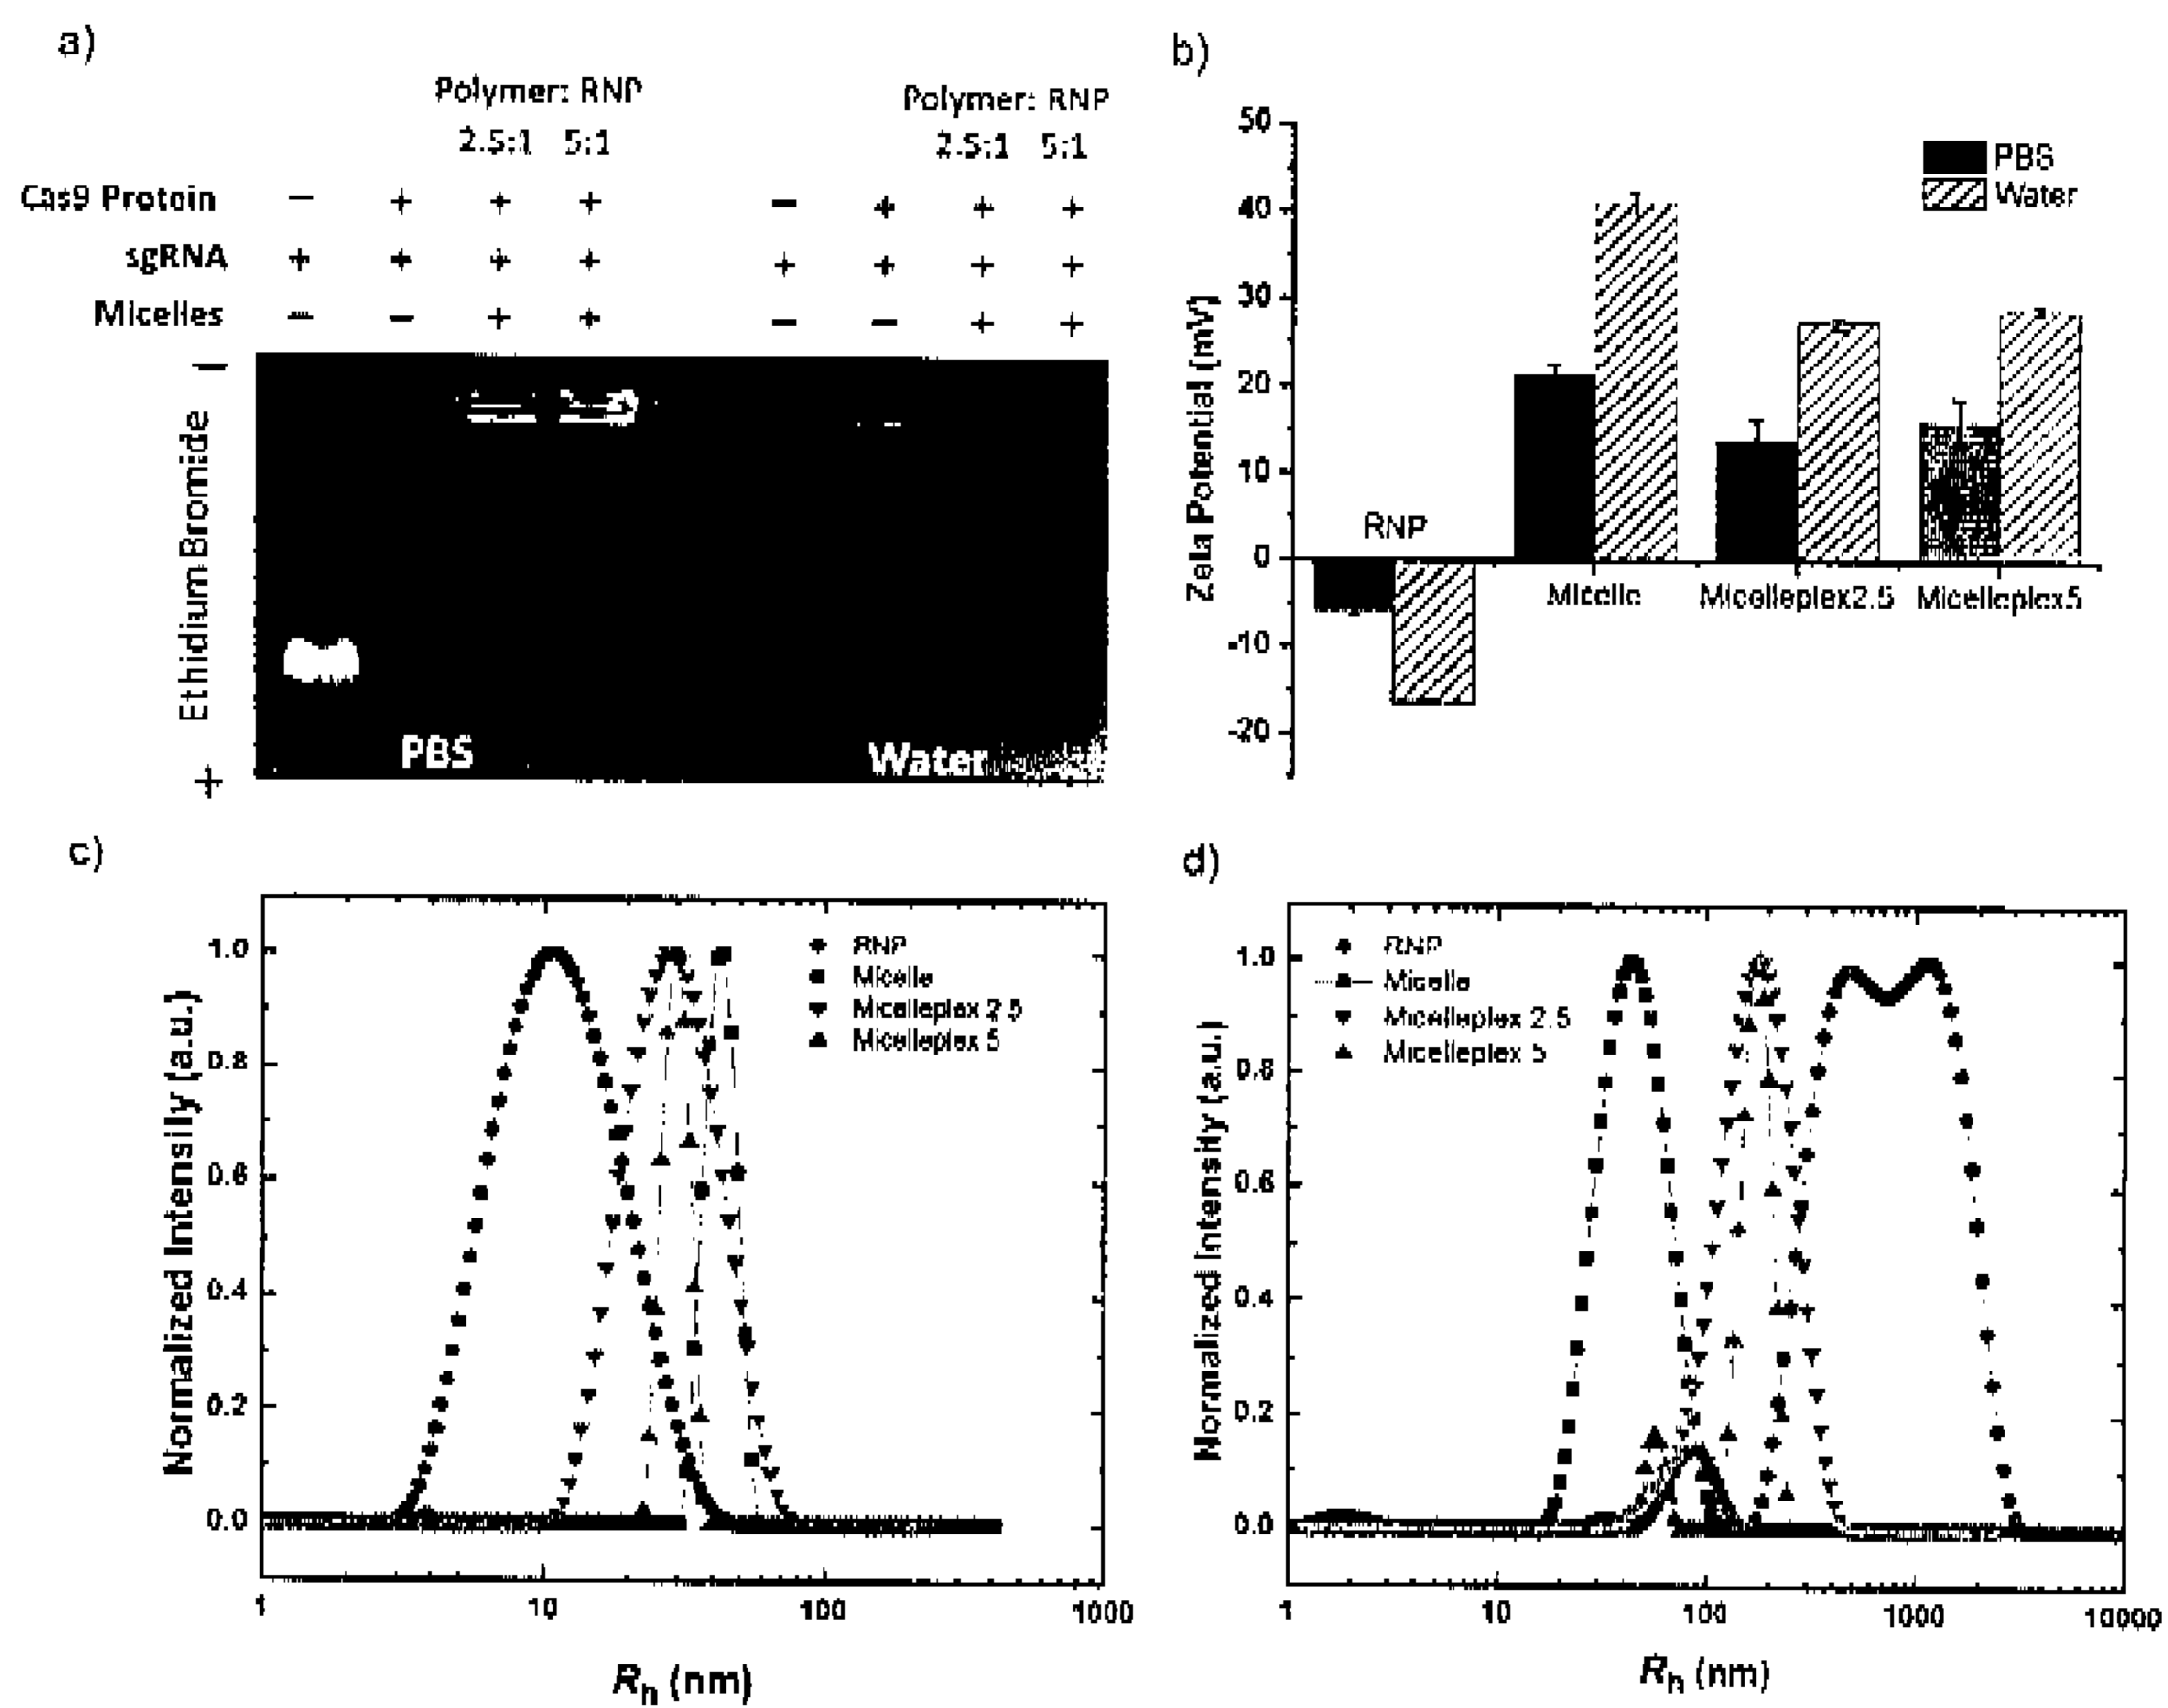 a)
Polymer: RNP
2.5:1 5:1
Polymer: RNP
2.5:1 5:1
Cas9 Protein − + + + − + + +
sgRNA + + + + + + + +
Micelles − − + + − − + +
−
Ethidium Bromide
+
PBS
Water
b)
PBS
Water
Zeta Potential (mV)
50
40
30
20
10
0
-10
-20
RNP
Micelle
Micelleplex2.5
Micelleplex5
c)
RNP
Micelle
Micelleplex 2.5
Micelleplex 5
Normalized Intensity (a.u.)
1.0
0.8
0.6
0.4
0.2
0.0
1 10 100 1000
Rh (nm)
d)
RNP
Micelle
Micelleplex 2.5
Micelleplex 5
Normalized Intensity (a.u.)
1.0
0.8
0.6
0.4
0.2
0.0
1 10 100 1000 10000
Rh (nm)